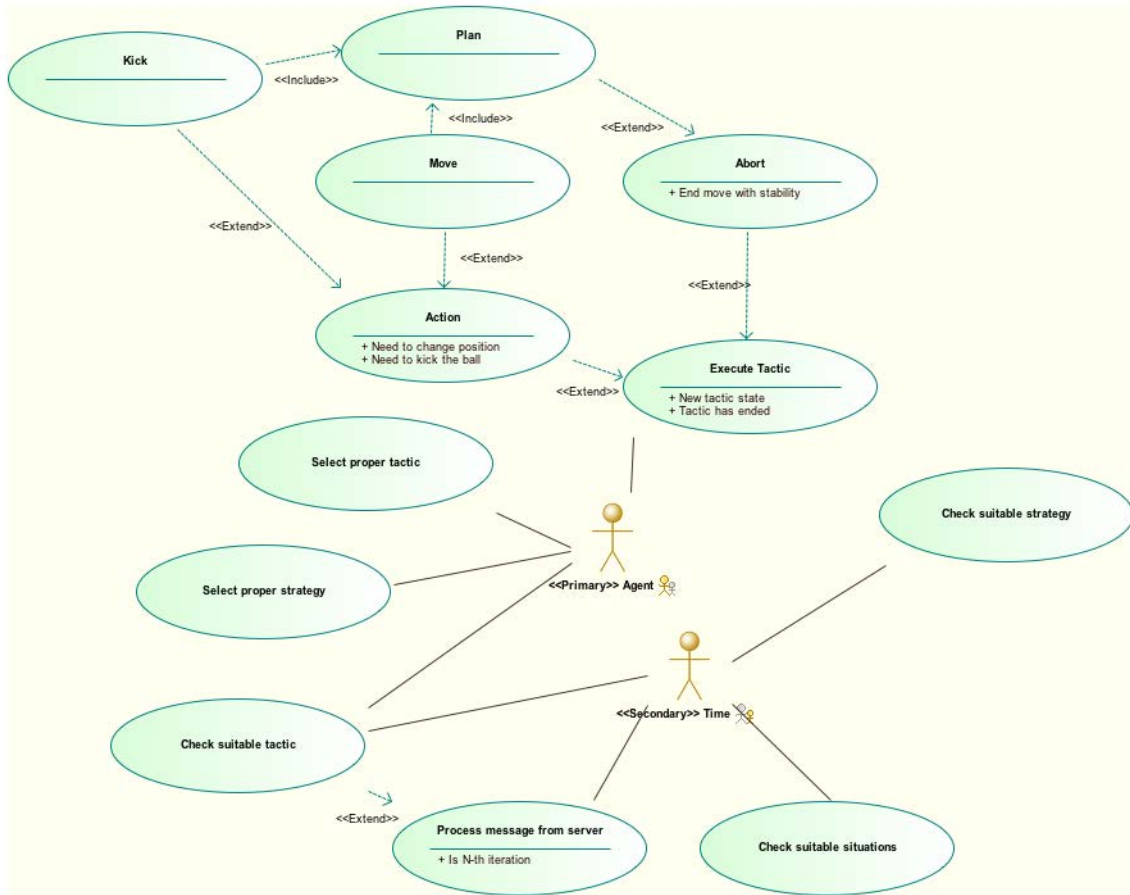 Plan
Kick
<<Include>>
<<Include>>
<<Extend>>
Move
Abort
+ End move with stability
<<Extend>>
<<Extend>>
<<Extend>>
Action
+ Need to change position
+ Need to kick the ball
Execute Tactic
+ New tactic state
+ Tactic has ended
<<Extend>>
Select proper tactic
Check suitable strategy
Select proper strategy
<<Primary>> Agent
<<Secondary>> Time
Check suitable tactic
<<Extend>>
Process message from server
+ Is N-th iteration
Check suitable situations